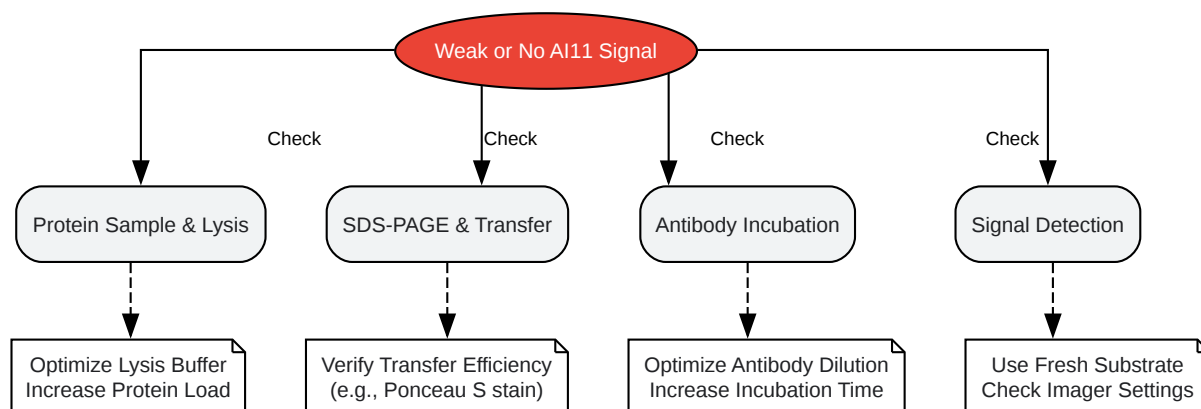 Weak or No AI11 Signal
Check
Check
Check
Check
Protein Sample & Lysis
SDS-PAGE & Transfer
Antibody Incubation
Signal Detection
Optimize Lysis Buffer
Increase Protein Load
Verify Transfer Efficiency
(e.g., Ponceau S stain)
Optimize Antibody Dilution
Increase Incubation Time
Use Fresh Substrate
Check Imager Settings